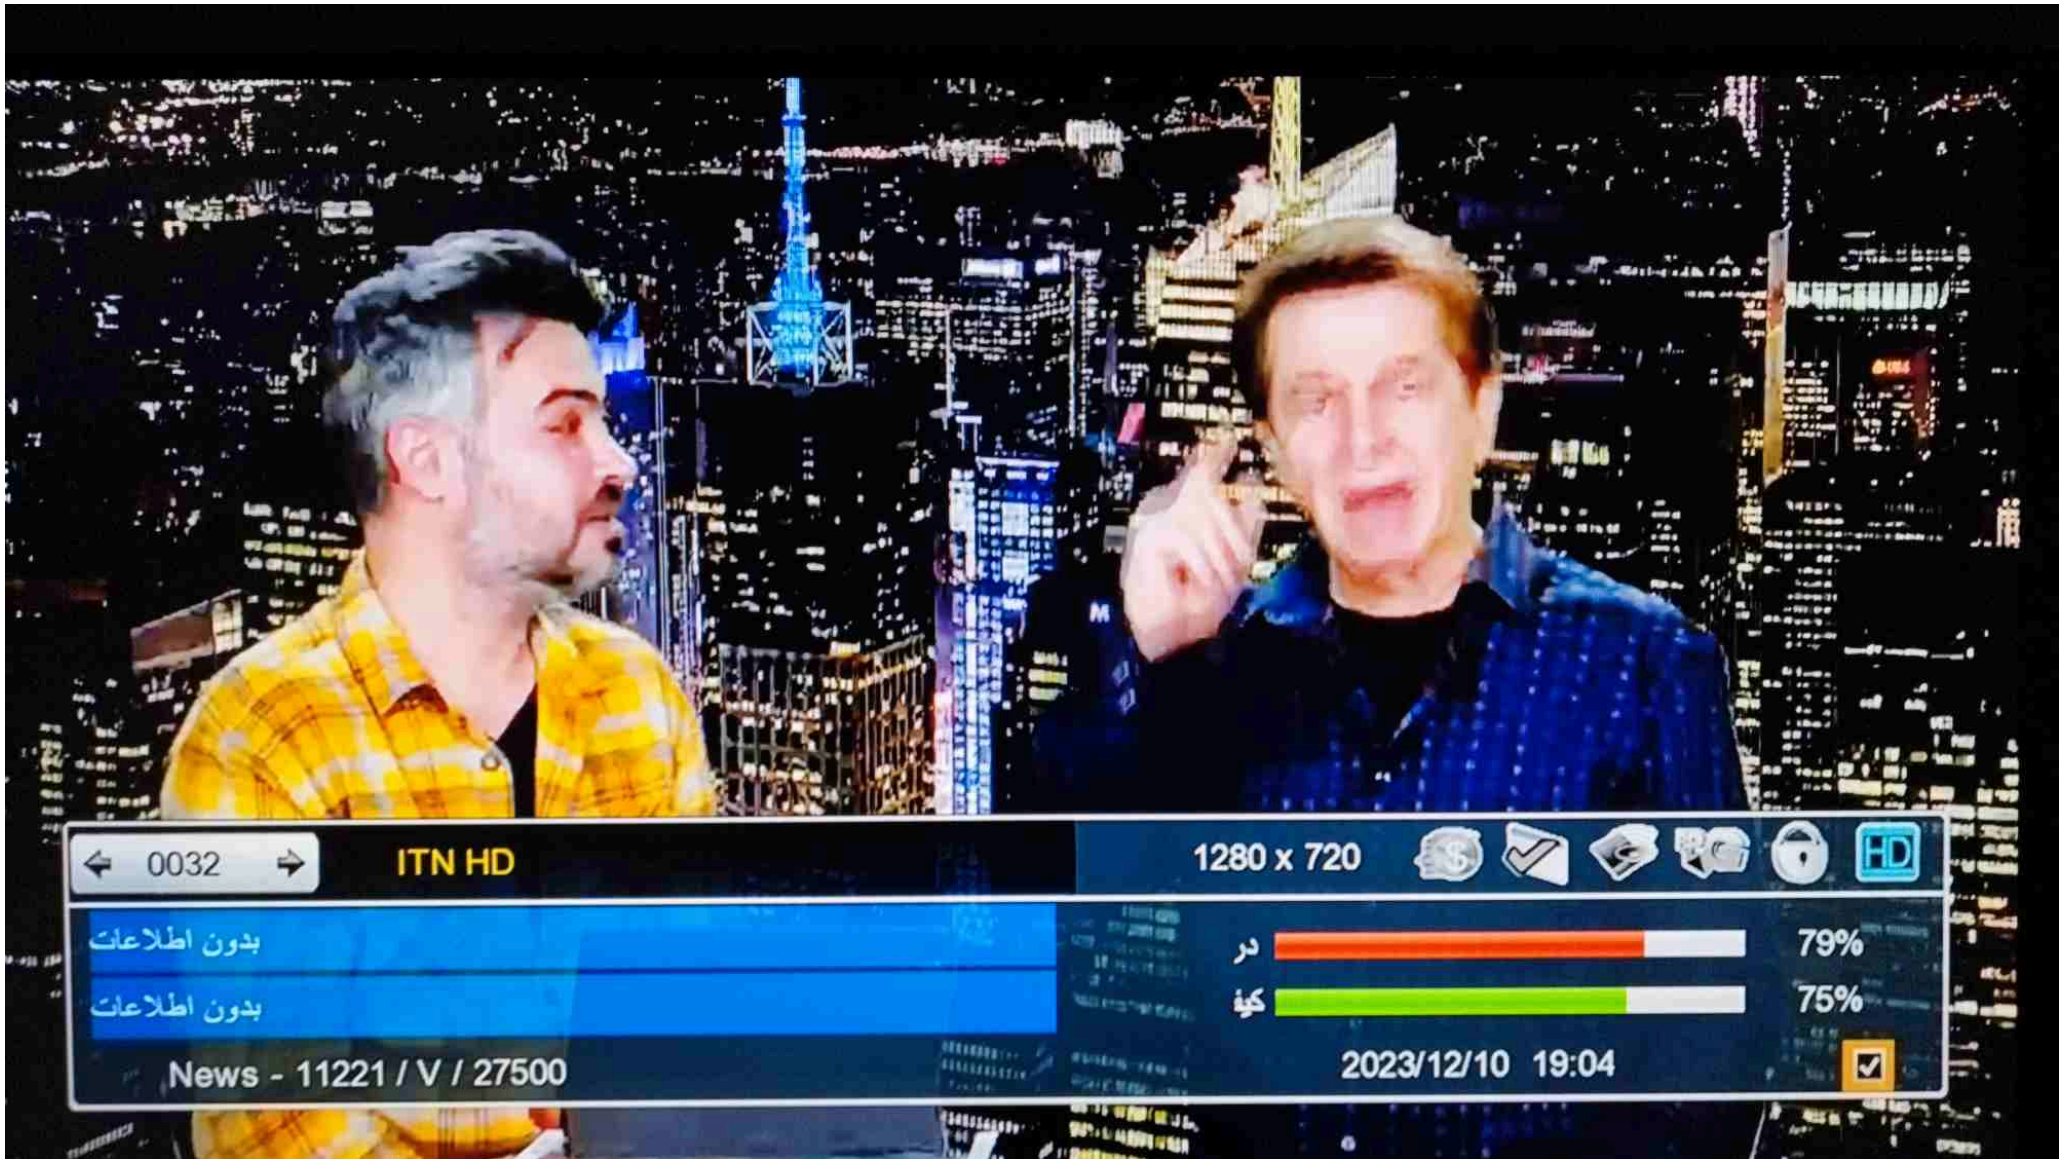 0032
ITN HD
1280 x 720
HD
بدون اطلاعات
در
79%
بدون اطلاعات
کیف
75%
News - 11221 / V / 27500
2023/12/10 19:04